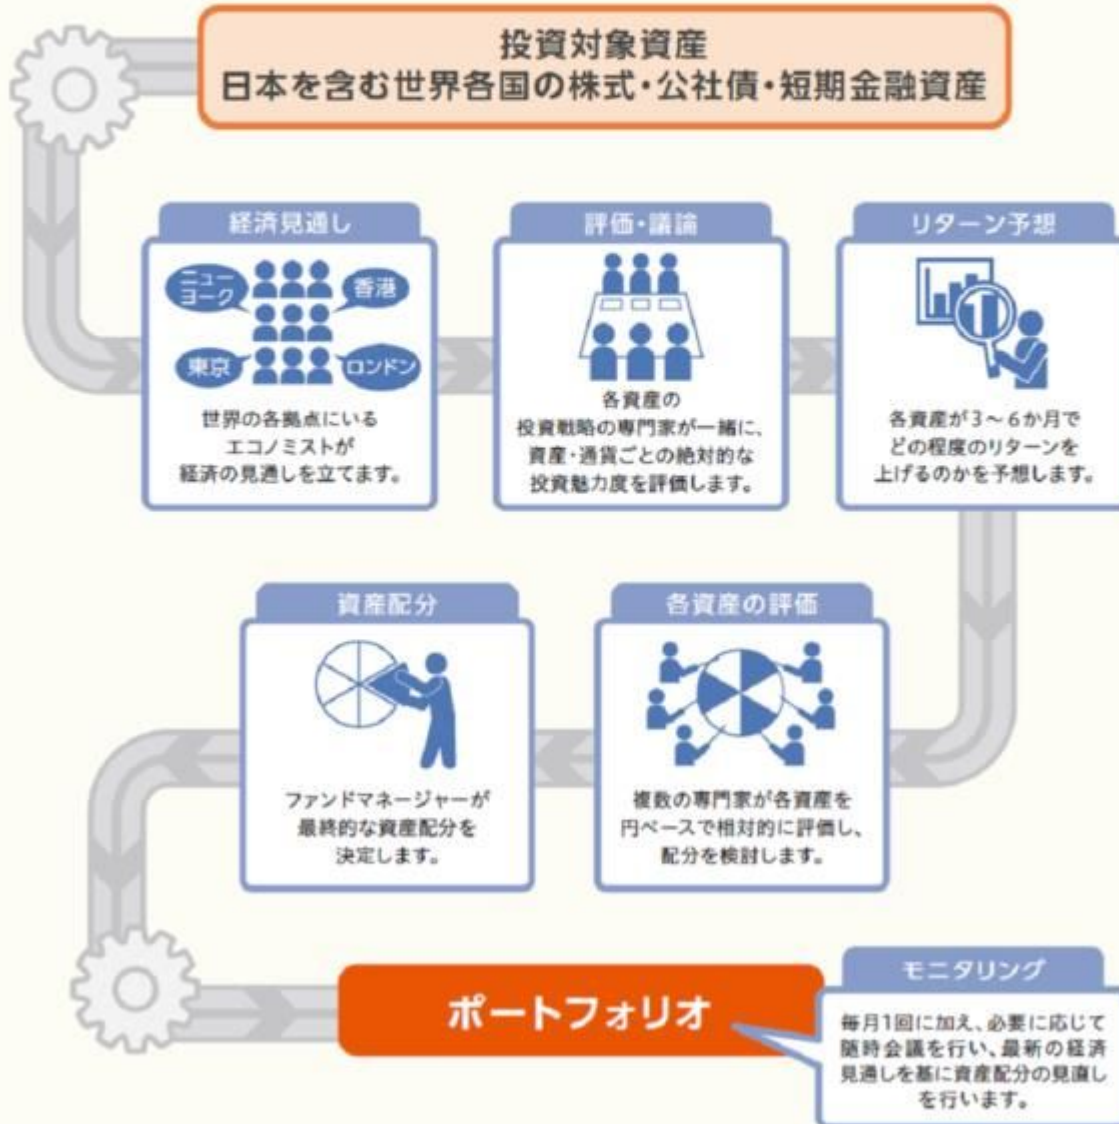 投資対象資産
日本を含む世界各国の株式・公社債・短期金融資産
経済見通し
ニュー
ヨーク
香港
東京
ロンドン
世界の各拠点にいる
エコノミストが
経済の見通しを立てます。
評価・議論
各資産の
投資戦略の専門家が一緒に、
資産・通貨ごとの絶対的な
投資魅力度を評価します。
リターン予想
各資産が3～6か月で
どの程度のリターンを
上げるのかを予想します。
各資産の評価
複数の専門家が各資産を
円ベースで相対的に評価し、
配分を検討します。
資産配分
ファンドマネージャーが
最終的な資産配分を
決定します。
ポートフォリオ
モニタリング
毎月1回に加え、必要に応じて
随時会議を行い、最新の経済
見通しを基に資産配分の見直し
を行います。